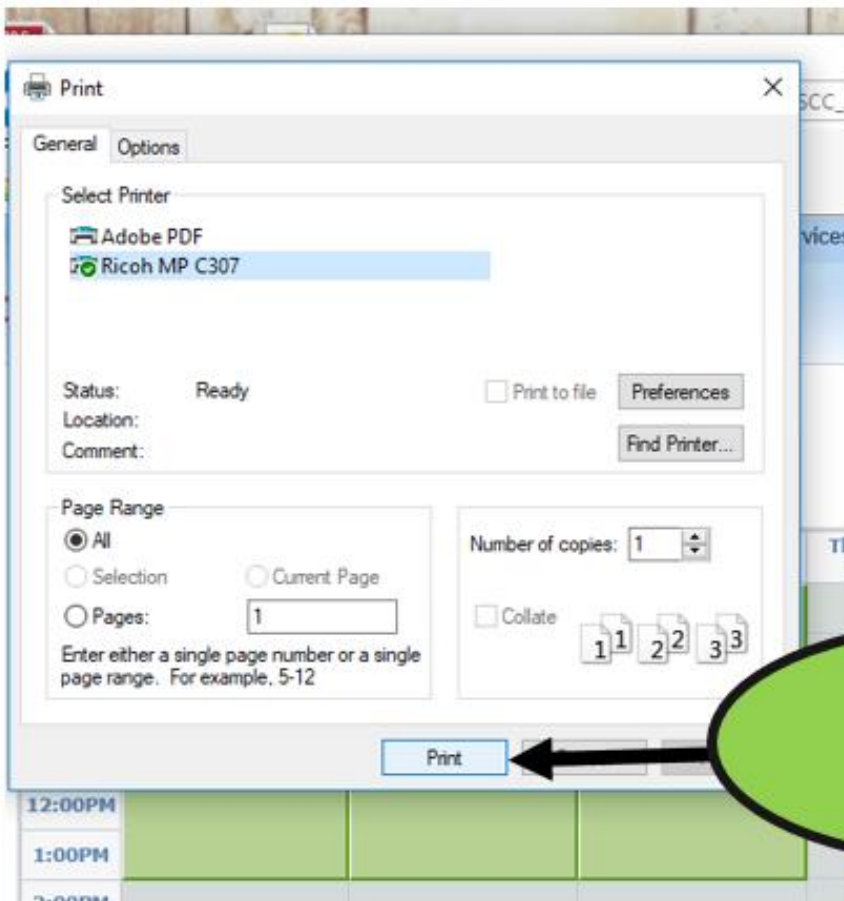 Print
SCC_
General Options
Select Printer
Adobe PDF
Ricoh MP C307
vices
Status: Ready
Print to file
Preferences
Location:
Comment:
Find Printer...
Page Range
All
Selection
Current Page
Pages: 1
Enter either a single page number or a single
page range. For example, 5-12
Number of copies: 1
Collate
1 1 2 2 3 3
Print
12:00PM
1:00PM
2:00PM